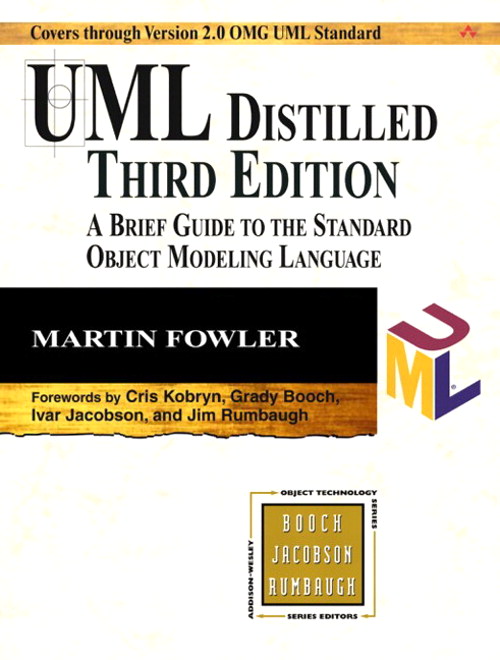 Covers through Version 2.0 OMG UML Standard
UML DISTILLED
THIRD EDITION
A BRIEF GUIDE TO THE STANDARD
OBJECT MODELING LANGUAGE
MARTIN FOWLER
UML®
Forewords by Cris Kobryn, Grady Booch,
Ivar Jacobson, and Jim Rumbaugh
OBJECT TECHNOLOGY
SERIES
BOOCH
JACOBSON
RUMBAUGH
ADDISON-WESLEY
SERIES EDITORS